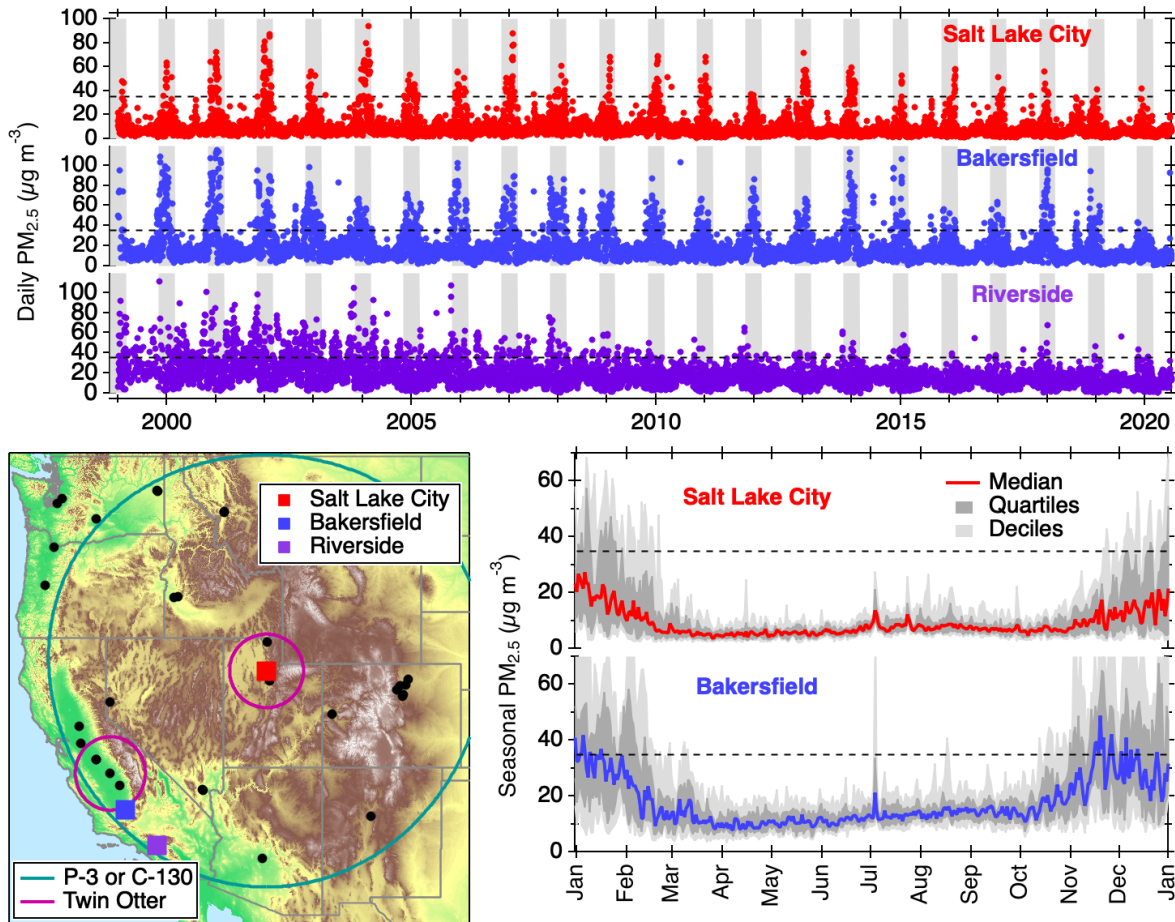 Daily PM2.5 (µg m-3)
100
80
60
40
20
0
Salt Lake City
100
80
60
40
20
0
Bakersfield
100
80
60
40
20
0
Riverside
2000 2005 2010 2015 2020
Salt Lake City
Bakersfield
Riverside
P-3 or C-130
Twin Otter
Seasonal PM2.5 (µg m-3)
60
40
20
0
Salt Lake City
Median
Quartiles
Deciles
60
40
20
0
Bakersfield
Jan Feb Mar Apr May Jun Jul Aug Sep Oct Nov Dec Jan